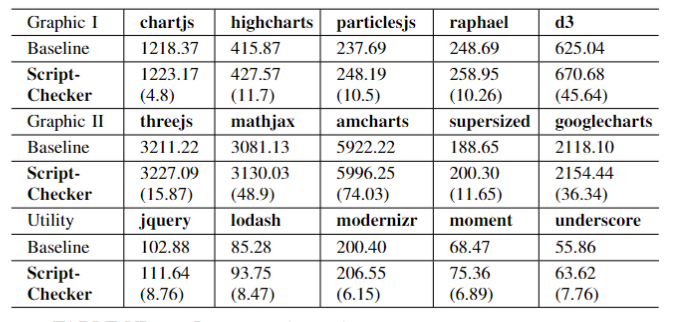 Graphic I chartjs highcharts particlesjs raphael d3
Baseline 1218.37 415.87 237.69 248.69 625.04
Script- 1223.17 427.57 248.19 258.95 670.68
Checker (4.8) (11.7) (10.5) (10.26) (45.64)
Graphic II threejs mathjax amcharts supersized googlecharts
Baseline 3211.22 3081.13 5922.22 188.65 2118.10
Script- 3227.09 3130.03 5996.25 200.30 2154.44
Checker (15.87) (48.9) (74.03) (11.65) (36.34)
Utility jquery lodash modernizr moment underscore
Baseline 102.88 85.28 200.40 68.47 55.86
Script- 111.64 93.75 206.55 75.36 63.62
Checker (8.76) (8.47) (6.15) (6.89) (7.76)